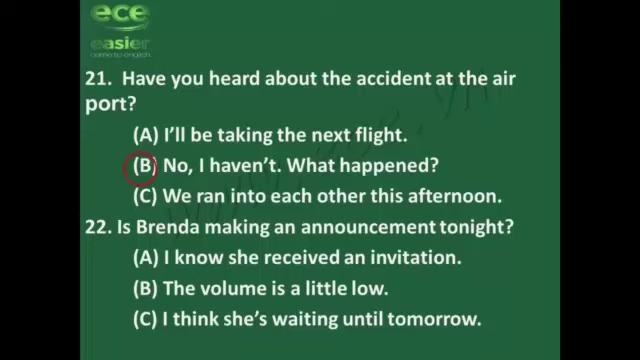 ece
easier
21. Have you heard about the accident at the air
port?
(A) I'll be taking the next flight.
(B) No, I haven't. What happened?
(C) We ran into each other this afternoon.
22. Is Brenda making an announcement tonight?
(A) I know she received an invitation.
(B) The volume is a little low.
(C) I think she's waiting until tomorrow.